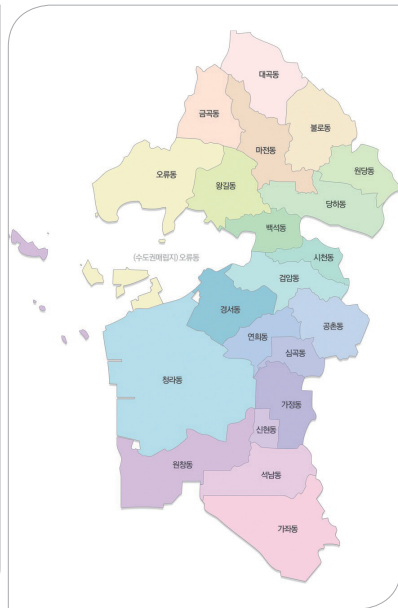 대곡동
금곡동
불로동
마전동
원당동
오류동
왕길동
당하동
백석동
(수도권매립지) 오류동
시천동
검암동
경서동
공촌동
연희동
심곡동
청라동
가정동
신현동
원창동
석남동
가좌동